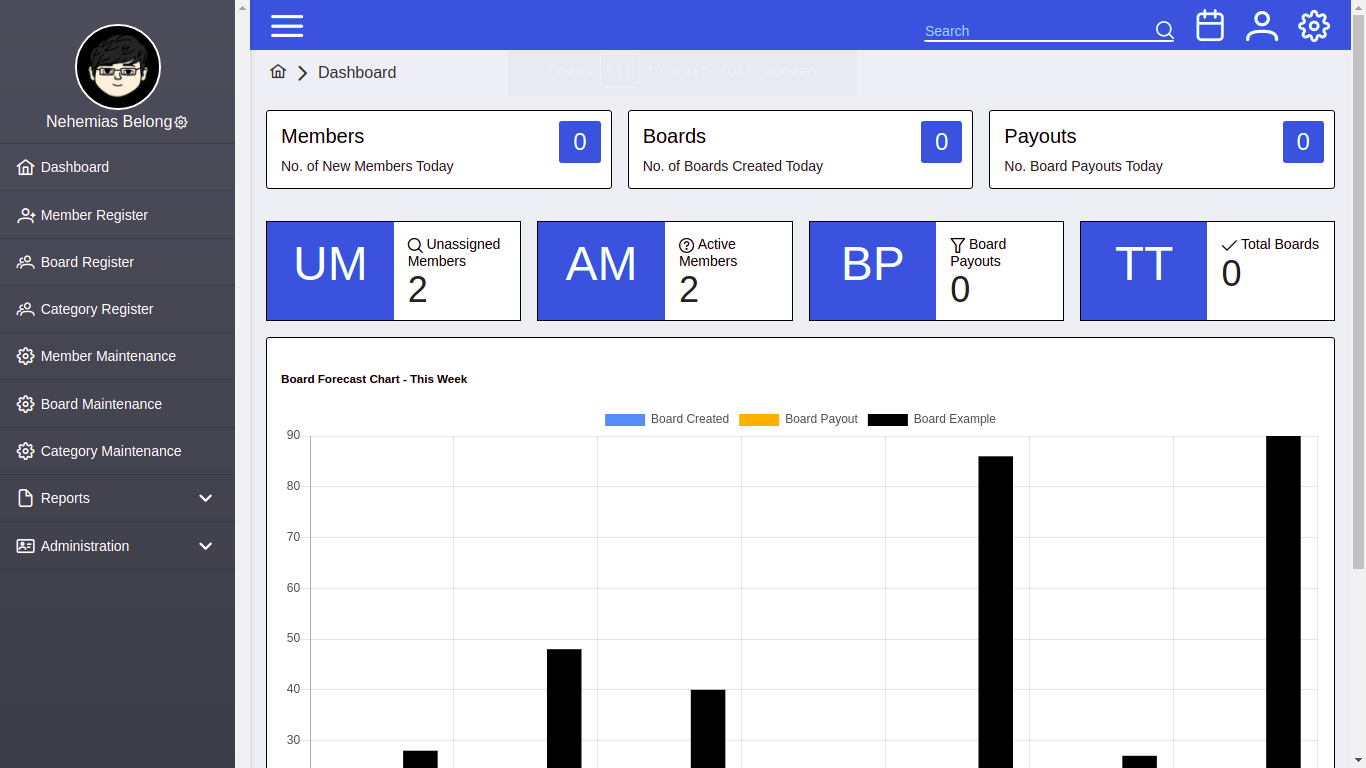 Search
Nehemias Belong
Dashboard
Member Register
Board Register
Category Register
Member Maintenance
Board Maintenance
Category Maintenance
Reports
Administration
Dashboard
Press F11 to exit full screen
Members
0
No. of New Members Today
Boards
0
No. of Boards Created Today
Payouts
0
No. Board Payouts Today
UM
Unassigned
Members
2
AM
Active
Members
2
BP
Board
Payouts
0
TT
Total Boards
0
Board Forecast Chart - This Week
Board Created Board Payout Board Example
90
80
70
60
50
40
30